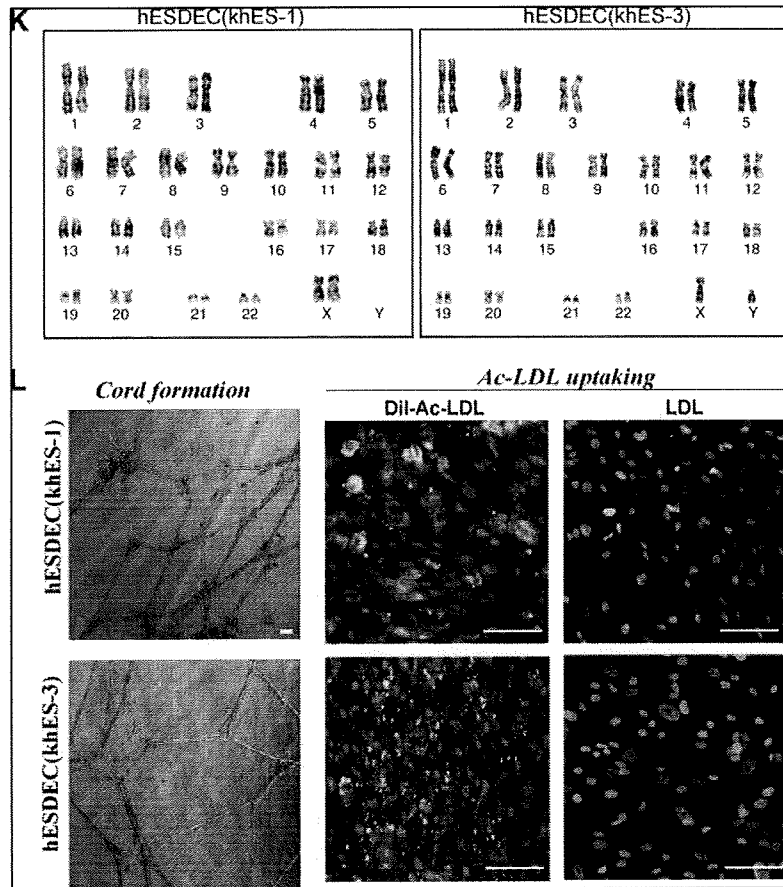 K
hESDEC(khES-1) hESDEC(khES-3)
1 2 3 4 5 1 2 3 4 5
6 7 8 9 10 11 12 6 7 8 9 10 11 12
13 14 15 16 17 18 13 14 15 16 17 18
19 20 21 22 X Y 19 20 21 22 X Y
L
Cord formation Ac-LDL uptaking
DiI-Ac-LDL LDL
hESDEC(khES-1)
hESDEC(khES-3)